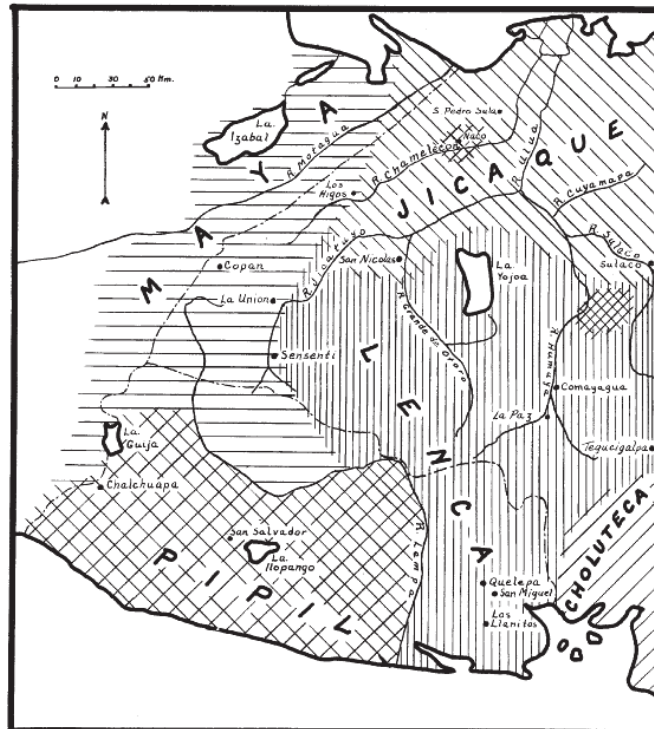 0 10 30 50 Km.
N
La. Izabal
MAYA
R. Motagua
S. Pedro Sula
Naco
R. Chamelecon
R. Ulua
JICAQUE
R. Cuyamapa
Los Higos
R. Sulaco
Sulaco
Copan
R. Jicatuyo
San Nicolas
La Yojoa
La Union
R. Grande de Ororo
R. Humuya
Sensenti
LENCA
Comayagua
La Paz
La. Guija
Tegucigalpa
Chalchuapa
CHOLUTECA
San Salvador
La. Ilopango
PIPIL
R. Lempa
Quelepa
San Miguel
Los Llanitos